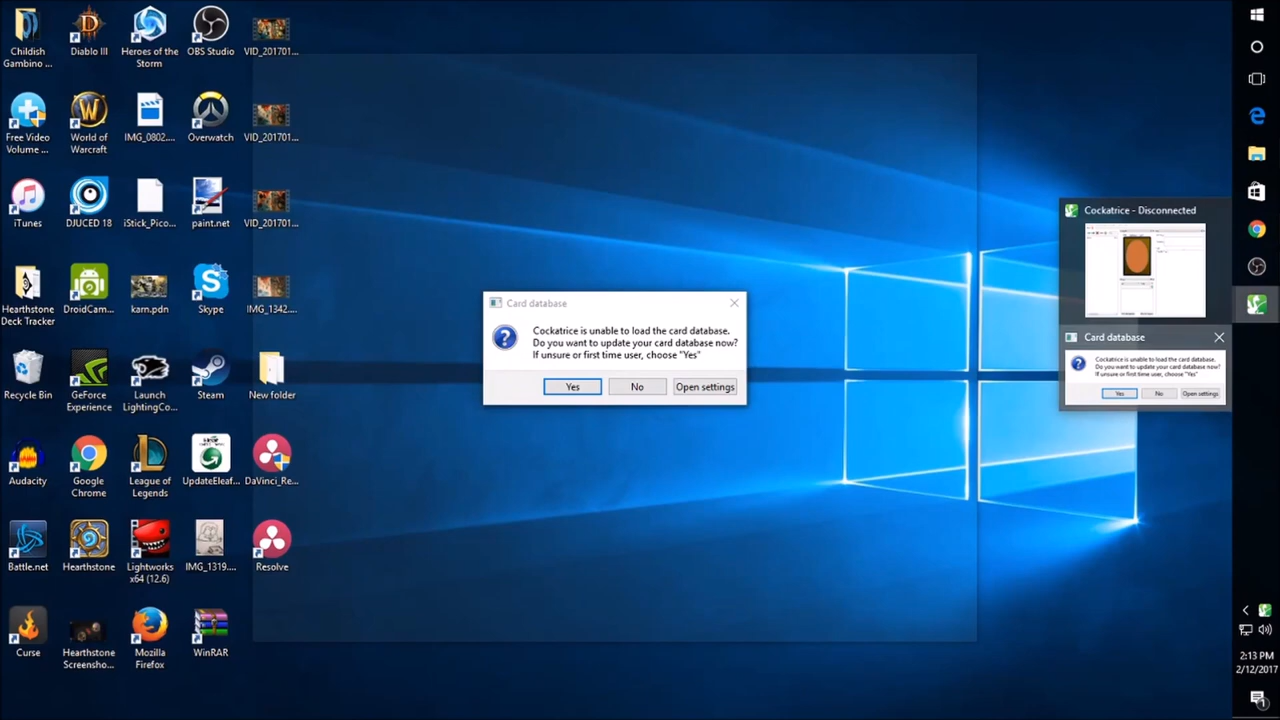 Childish
Gambino ...
Diablo III
Heroes of the
Storm
OBS Studio
VID_201701...
Free Video
Volume ...
World of
Warcraft
IMG_0802....
Overwatch
VID_201701...
iTunes
DJUCED 18
iStick_Pico...
paint.net
VID_201701...
Hearthstone
Deck Tracker
DroidCam...
karn.pdn
Skype
IMG_1342....
Recycle Bin
GeForce
Experience
Launch
LightingCo...
Steam
New folder
Audacity
Google
Chrome
League of
Legends
UpdateEleaf...
DaVinci_Re...
Battle.net
Hearthstone
Lightworks
x64 (12.6)
IMG_1319....
Resolve
Curse
Hearthstone
Screensho...
Mozilla
Firefox
WinRAR
Card database
Cockatrice is unable to load the card database.
Do you want to update your card database now?
If unsure or first time user, choose "Yes"
Yes
No
Open settings
Cockatrice - Disconnected
Card database
Cockatrice is unable to load the card database.
Do you want to update your card database now?
If unsure or first time user, choose "Yes"
Yes
No
Open settings
2:13 PM
2/12/2017